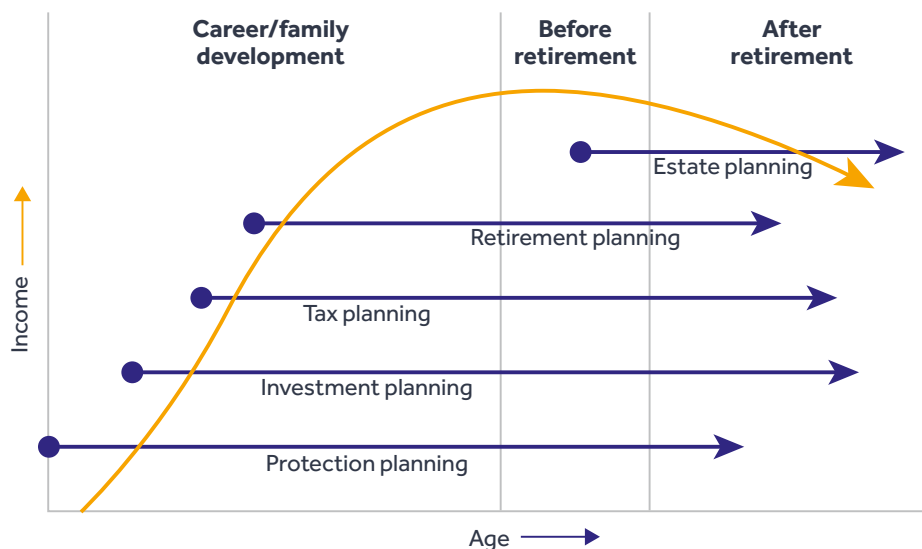 Career/family
development
Before
retirement
After
retirement
Estate planning
Retirement planning
Tax planning
Investment planning
Protection planning
Income
Age